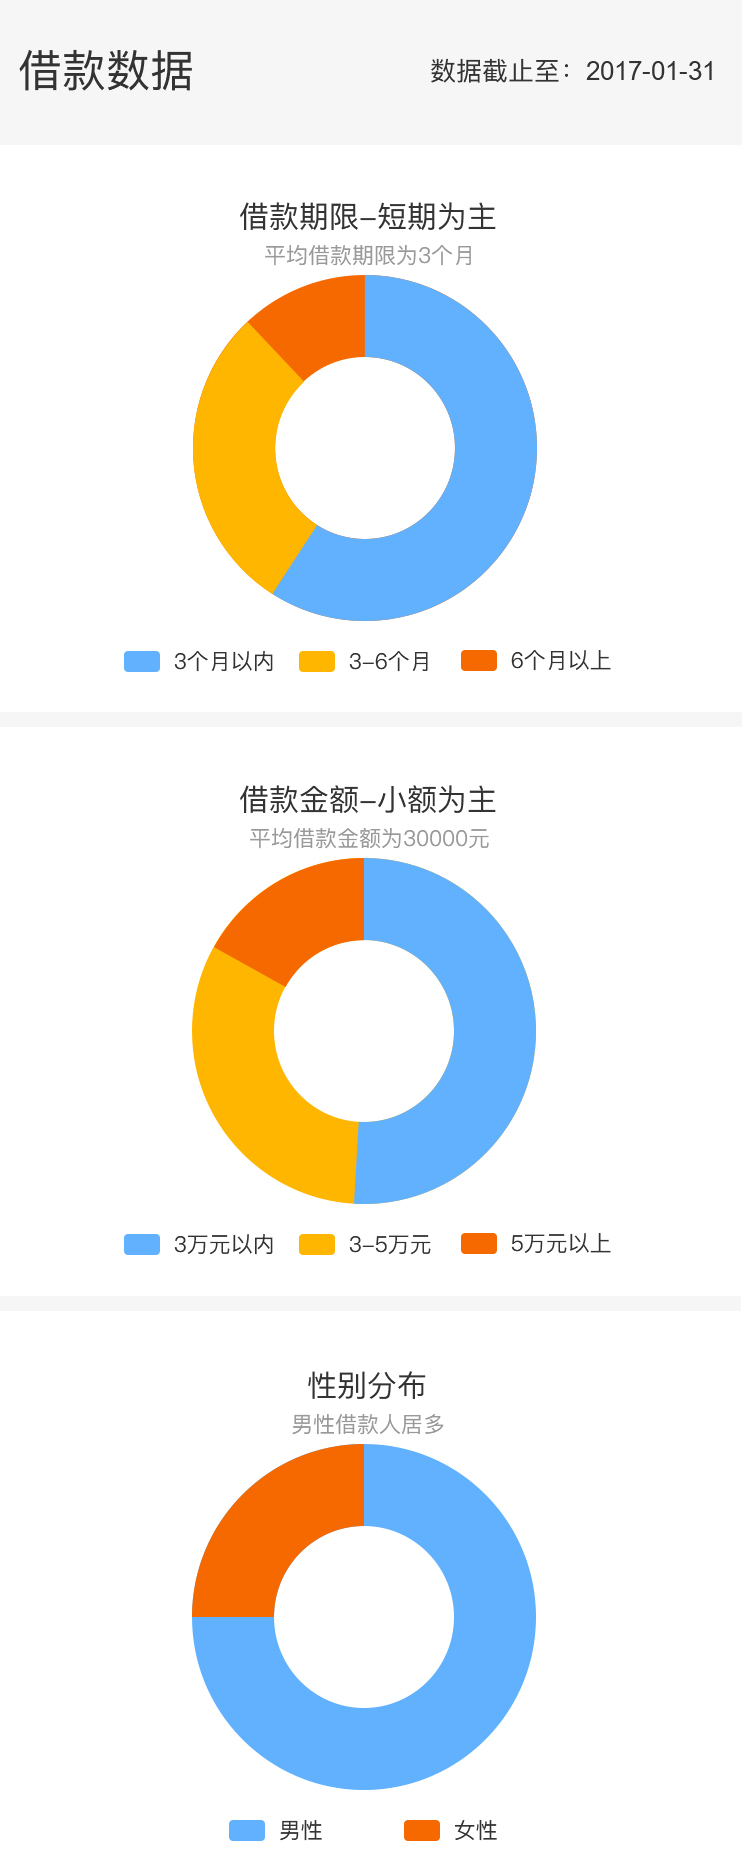 借款数据
数据截止至：2017-01-31
借款期限-短期为主
平均借款期限为3个月
3个月以内
3-6个月
6个月以上
借款金额-小额为主
平均借款金额为30000元
3万元以内
3-5万元
5万元以上
性别分布
男性借款人居多
男性
女性